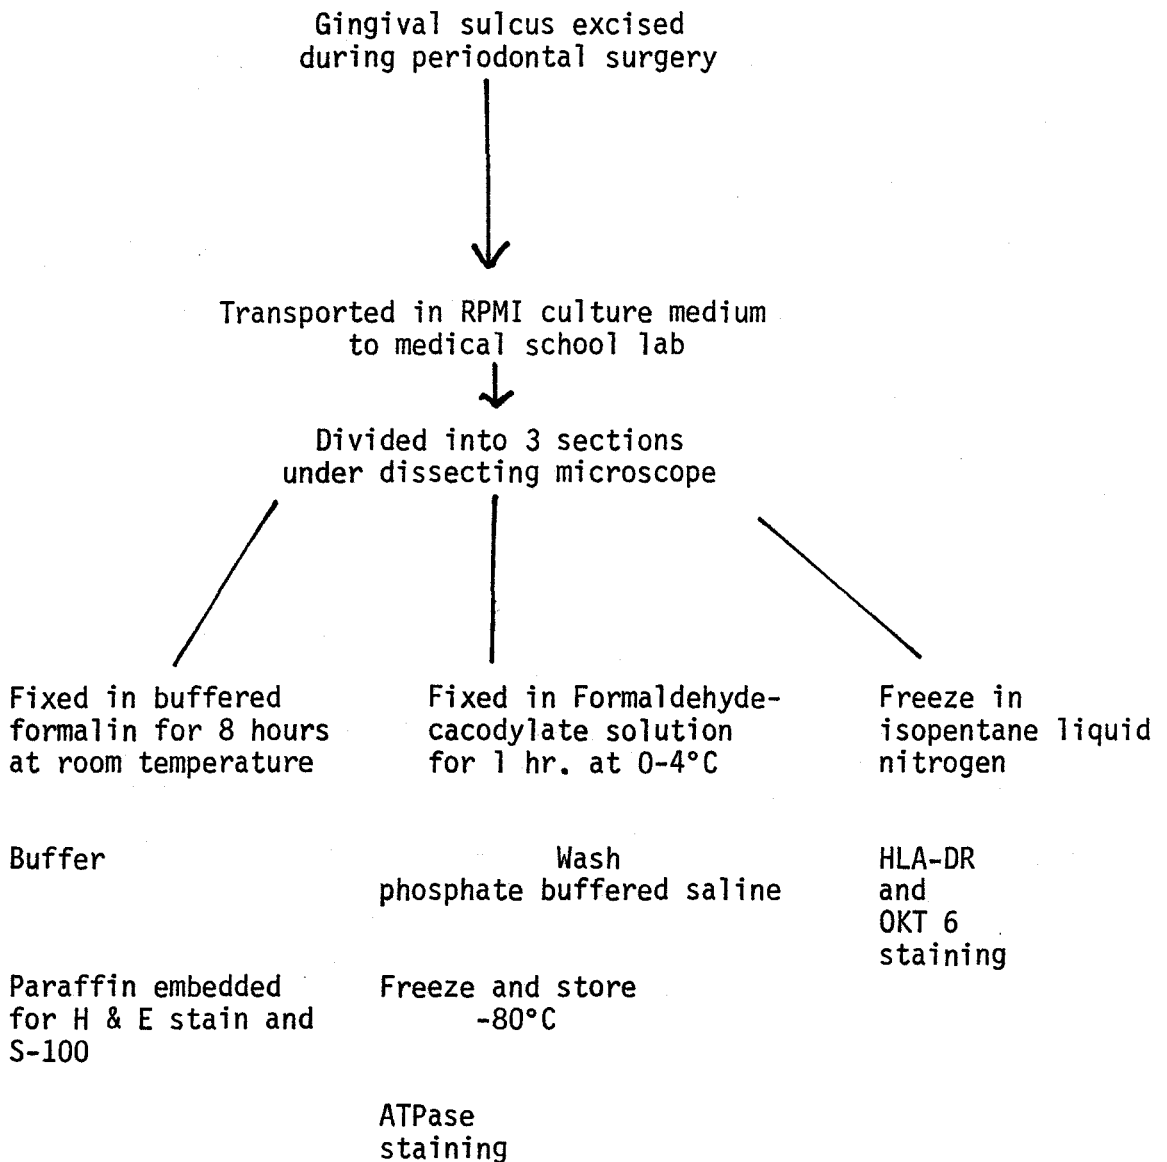 Gingival sulcus excised
during periodontal surgery
Transported in RPMI culture medium
to medical school lab
Divided into 3 sections
under dissecting microscope
Fixed in buffered
formalin for 8 hours
at room temperature
Buffer
Paraffin embedded
for H & E stain and
S-100
Fixed in Formaldehyde-
cacodylate solution
for 1 hr. at 0-4°C
Wash
phosphate buffered saline
Freeze and store
-80°C
ATPase
staining
Freeze in
isopentane liquid
nitrogen
HLA-DR
and
OKT 6
staining